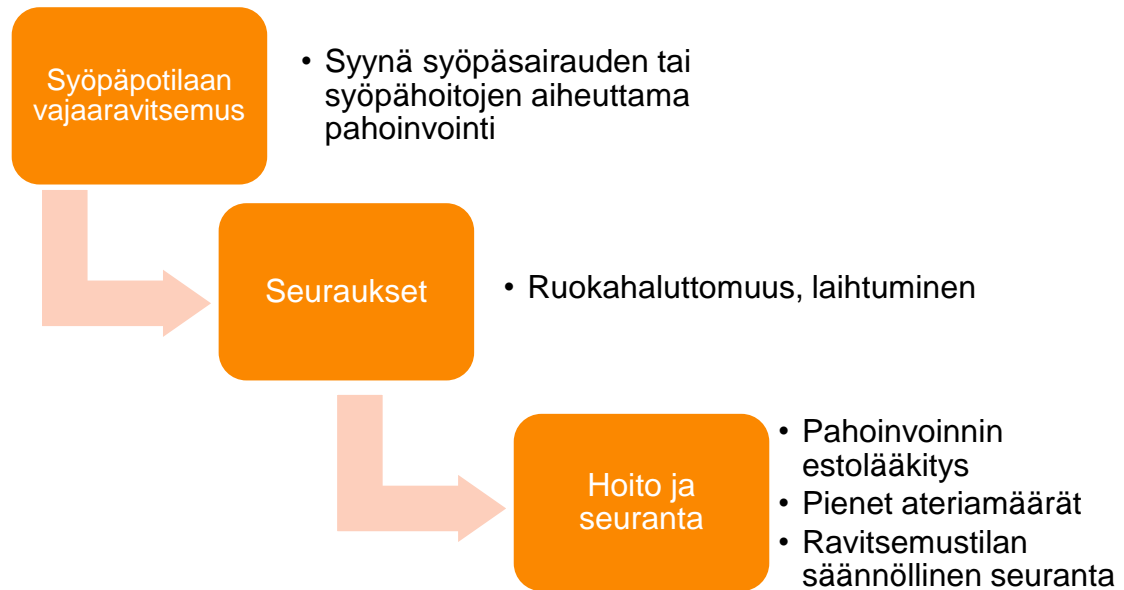 Syöpäpotilaan
vajaaravitsemus
• Syynä syöpäsairauden tai
syöpähoitojen aiheuttama
pahoinvointi
Seuraukset
• Ruokahaluttomuus, laihtuminen
Hoito ja
seuranta
• Pahoinvoinnin
estolääkitys
• Pienet ateriamäärät
• Ravitsemustilan
säännöllinen seuranta